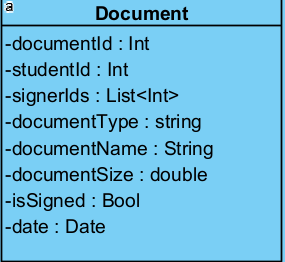 a
Document
-documentId : Int
-studentId : Int
-signerIds : List<Int>
-documentType : string
-documentName : String
-documentSize : double
-isSigned : Bool
-date : Date